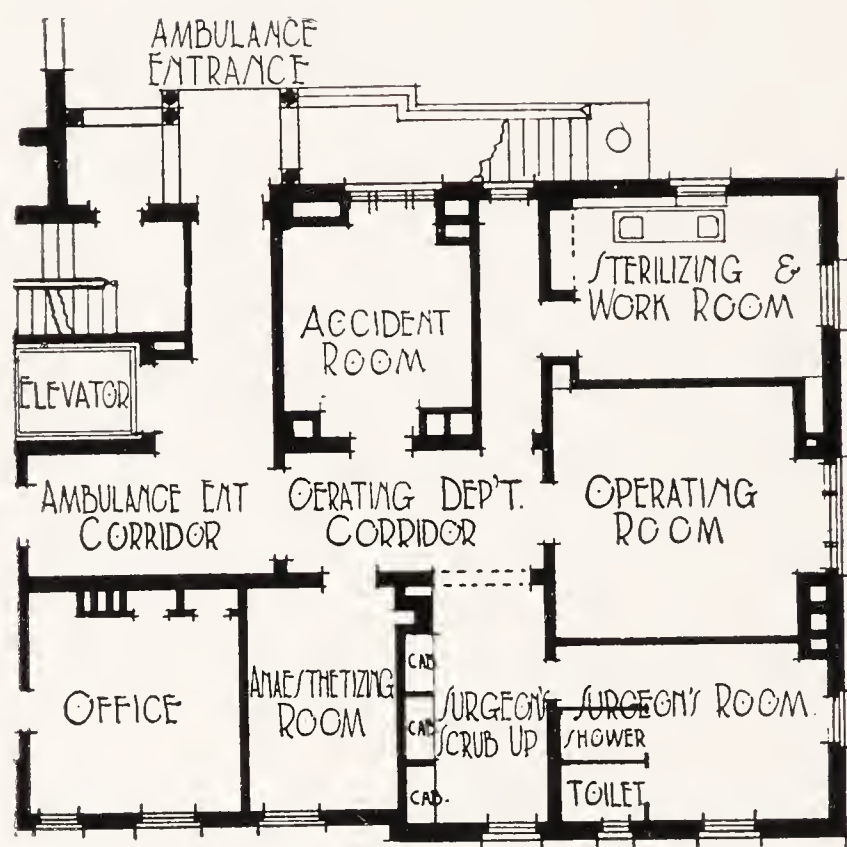 AMBULANCE
ENTRANCE
STERILIZING &
WORK ROOM
ACCIDENT
ROOM
ELEVATOR
AMBULANCE ENT
CORRIDOR
OERATING DEP'T.
CORRIDOR
OPERATING
ROOM
OFFICE
ANAESTHETIZING
ROOM
CAB
CAB
CAB.
SURGEON'S
SCRUB UP
SURGEON'S ROOM
SHOWER
TOILET